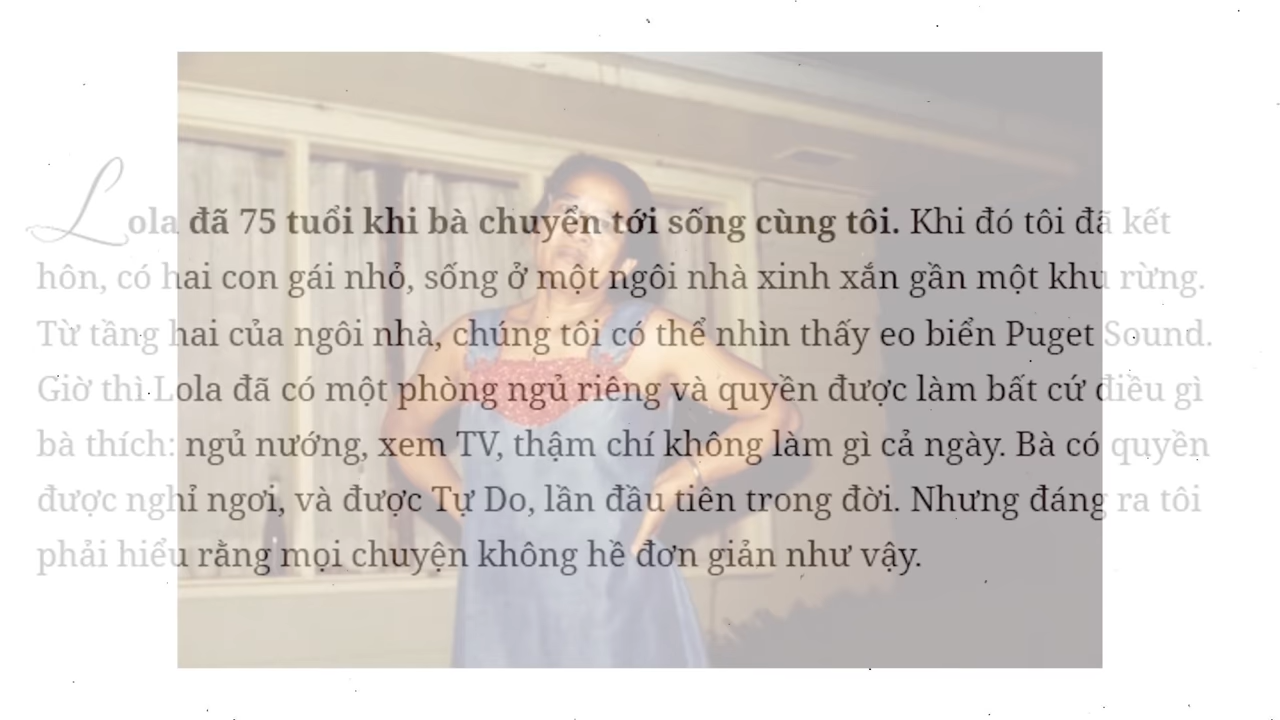 Lola đã 75 tuổi khi bà chuyển tới sống cùng tôi. Khi đó tôi đã kết
hôn, có hai con gái nhỏ, sống ở một ngôi nhà xinh xắn gần một khu rừng.
Từ tầng hai của ngôi nhà, chúng tôi có thể nhìn thấy eo biển Puget Sound.
Giờ thì Lola đã có một phòng ngủ riêng và quyền được làm bất cứ điều gì
bà thích: ngủ nướng, xem TV, thậm chí không làm gì cả ngày. Bà có quyền
được nghỉ ngơi, và được Tự Do, lần đầu tiên trong đời. Nhưng đáng ra tôi
phải hiểu rằng mọi chuyện không hề đơn giản như vậy.